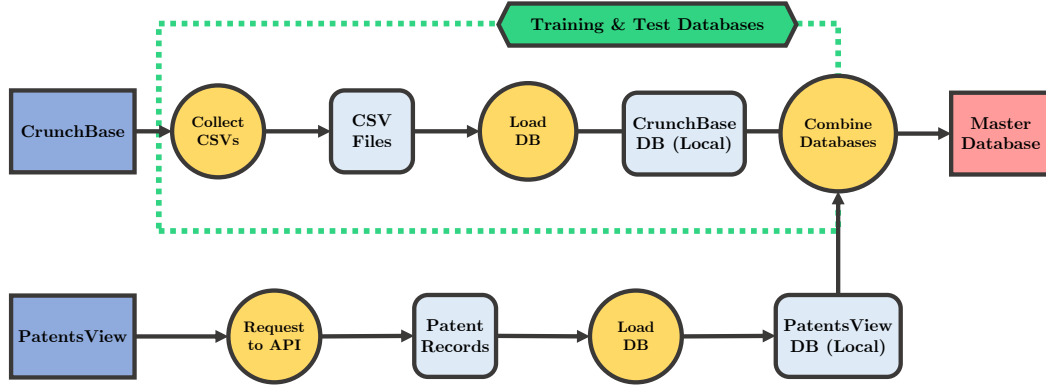 Training & Test Databases
CrunchBase
Collect
CSVs
CSV
Files
Load
DB
CrunchBase
DB (Local)
Combine
Databases
Master
Database
PatentsView
Request
to API
Patent
Records
Load
DB
PatentsView
DB (Local)